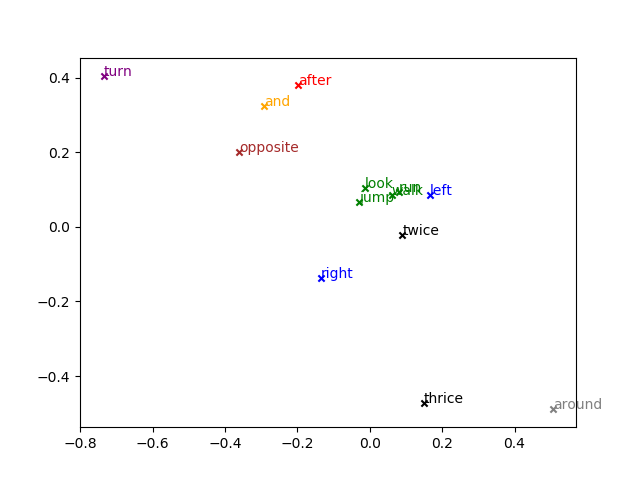 turn
after
and
opposite
look
run
walk
jump
left
twice
right
thrice
around
0.4
0.2
0.0
−0.2
−0.4
−0.8 −0.6 −0.4 −0.2 0.0 0.2 0.4